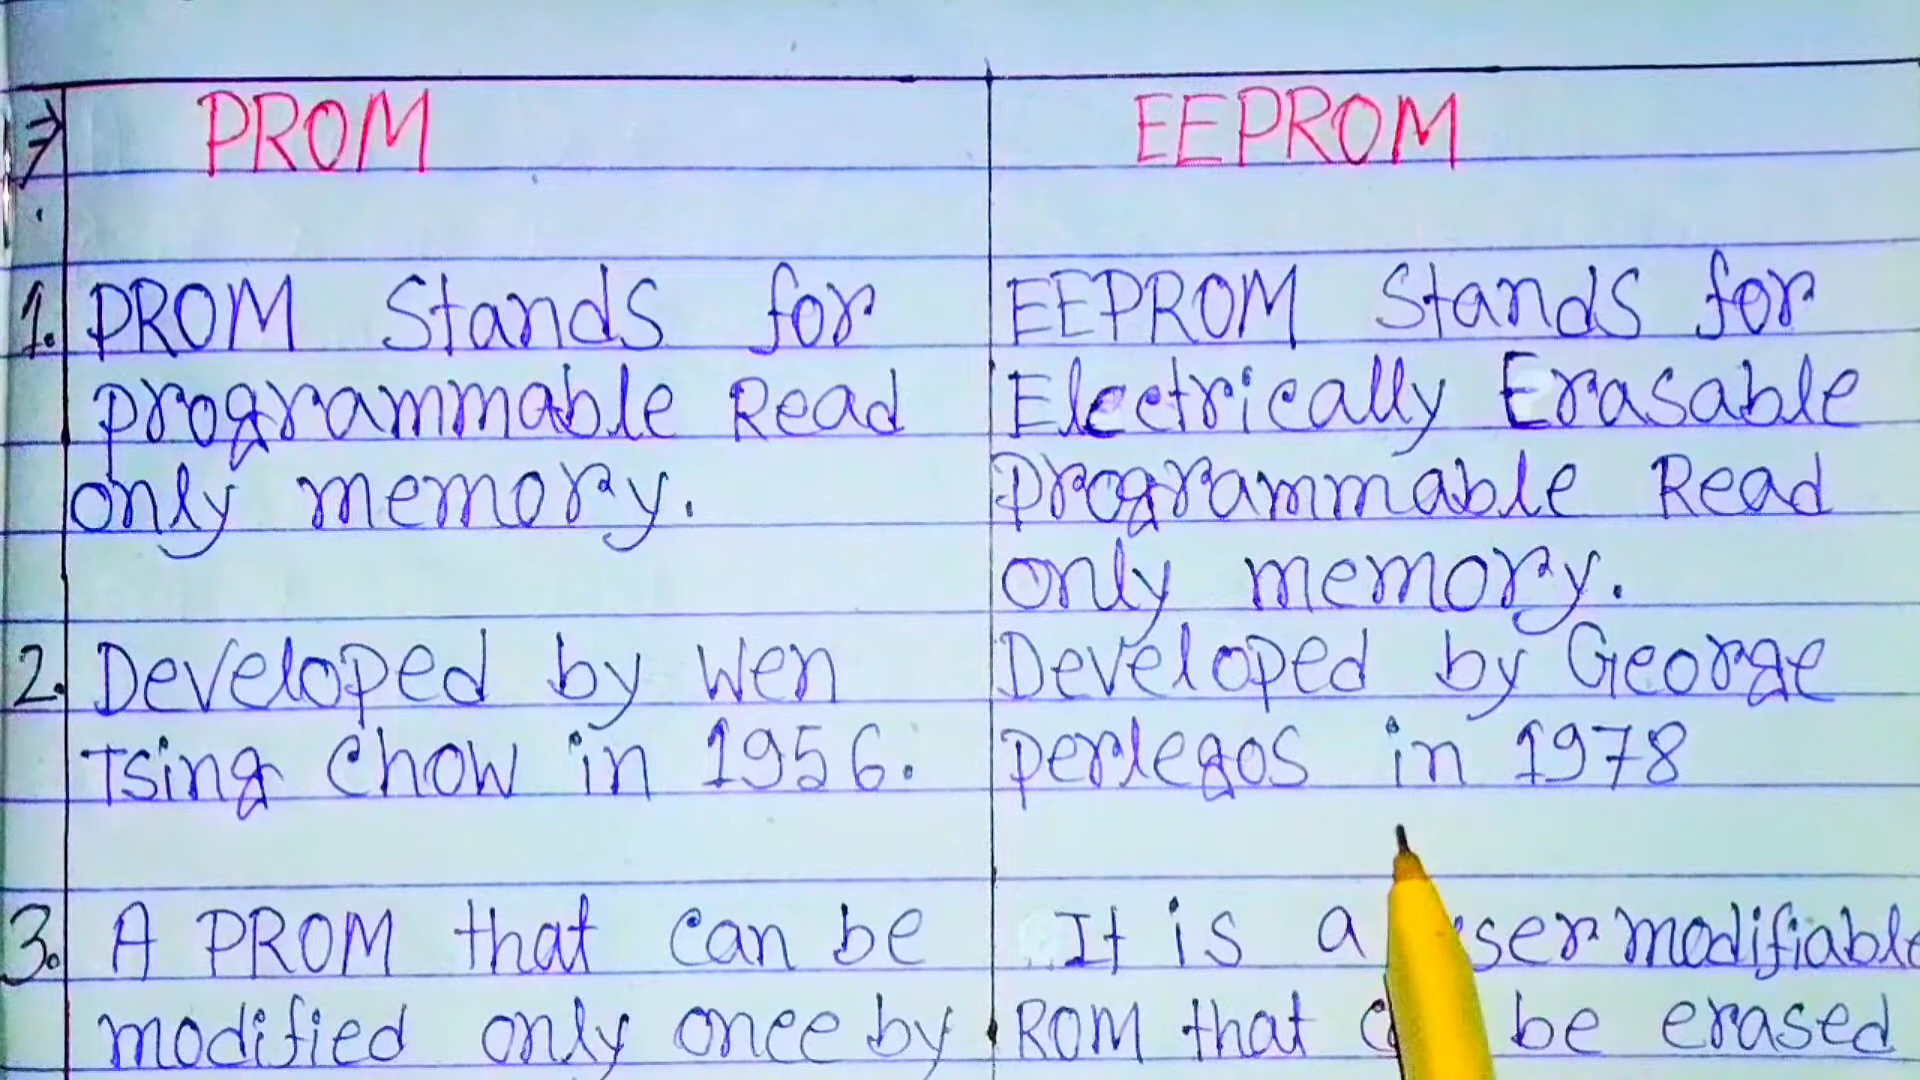 PROM
EEPROM
1. PROM Stands for
programmable Read
only memory.
EEPROM Stands for
Electrically Erasable
Programmable Read
only memory.
2. Developed by Wen
Tsing Chow in 1956.
Developed by George
perlegos in 1978
3. A PROM that can be
modified only once by
It is a modifiable
ROM that be erased